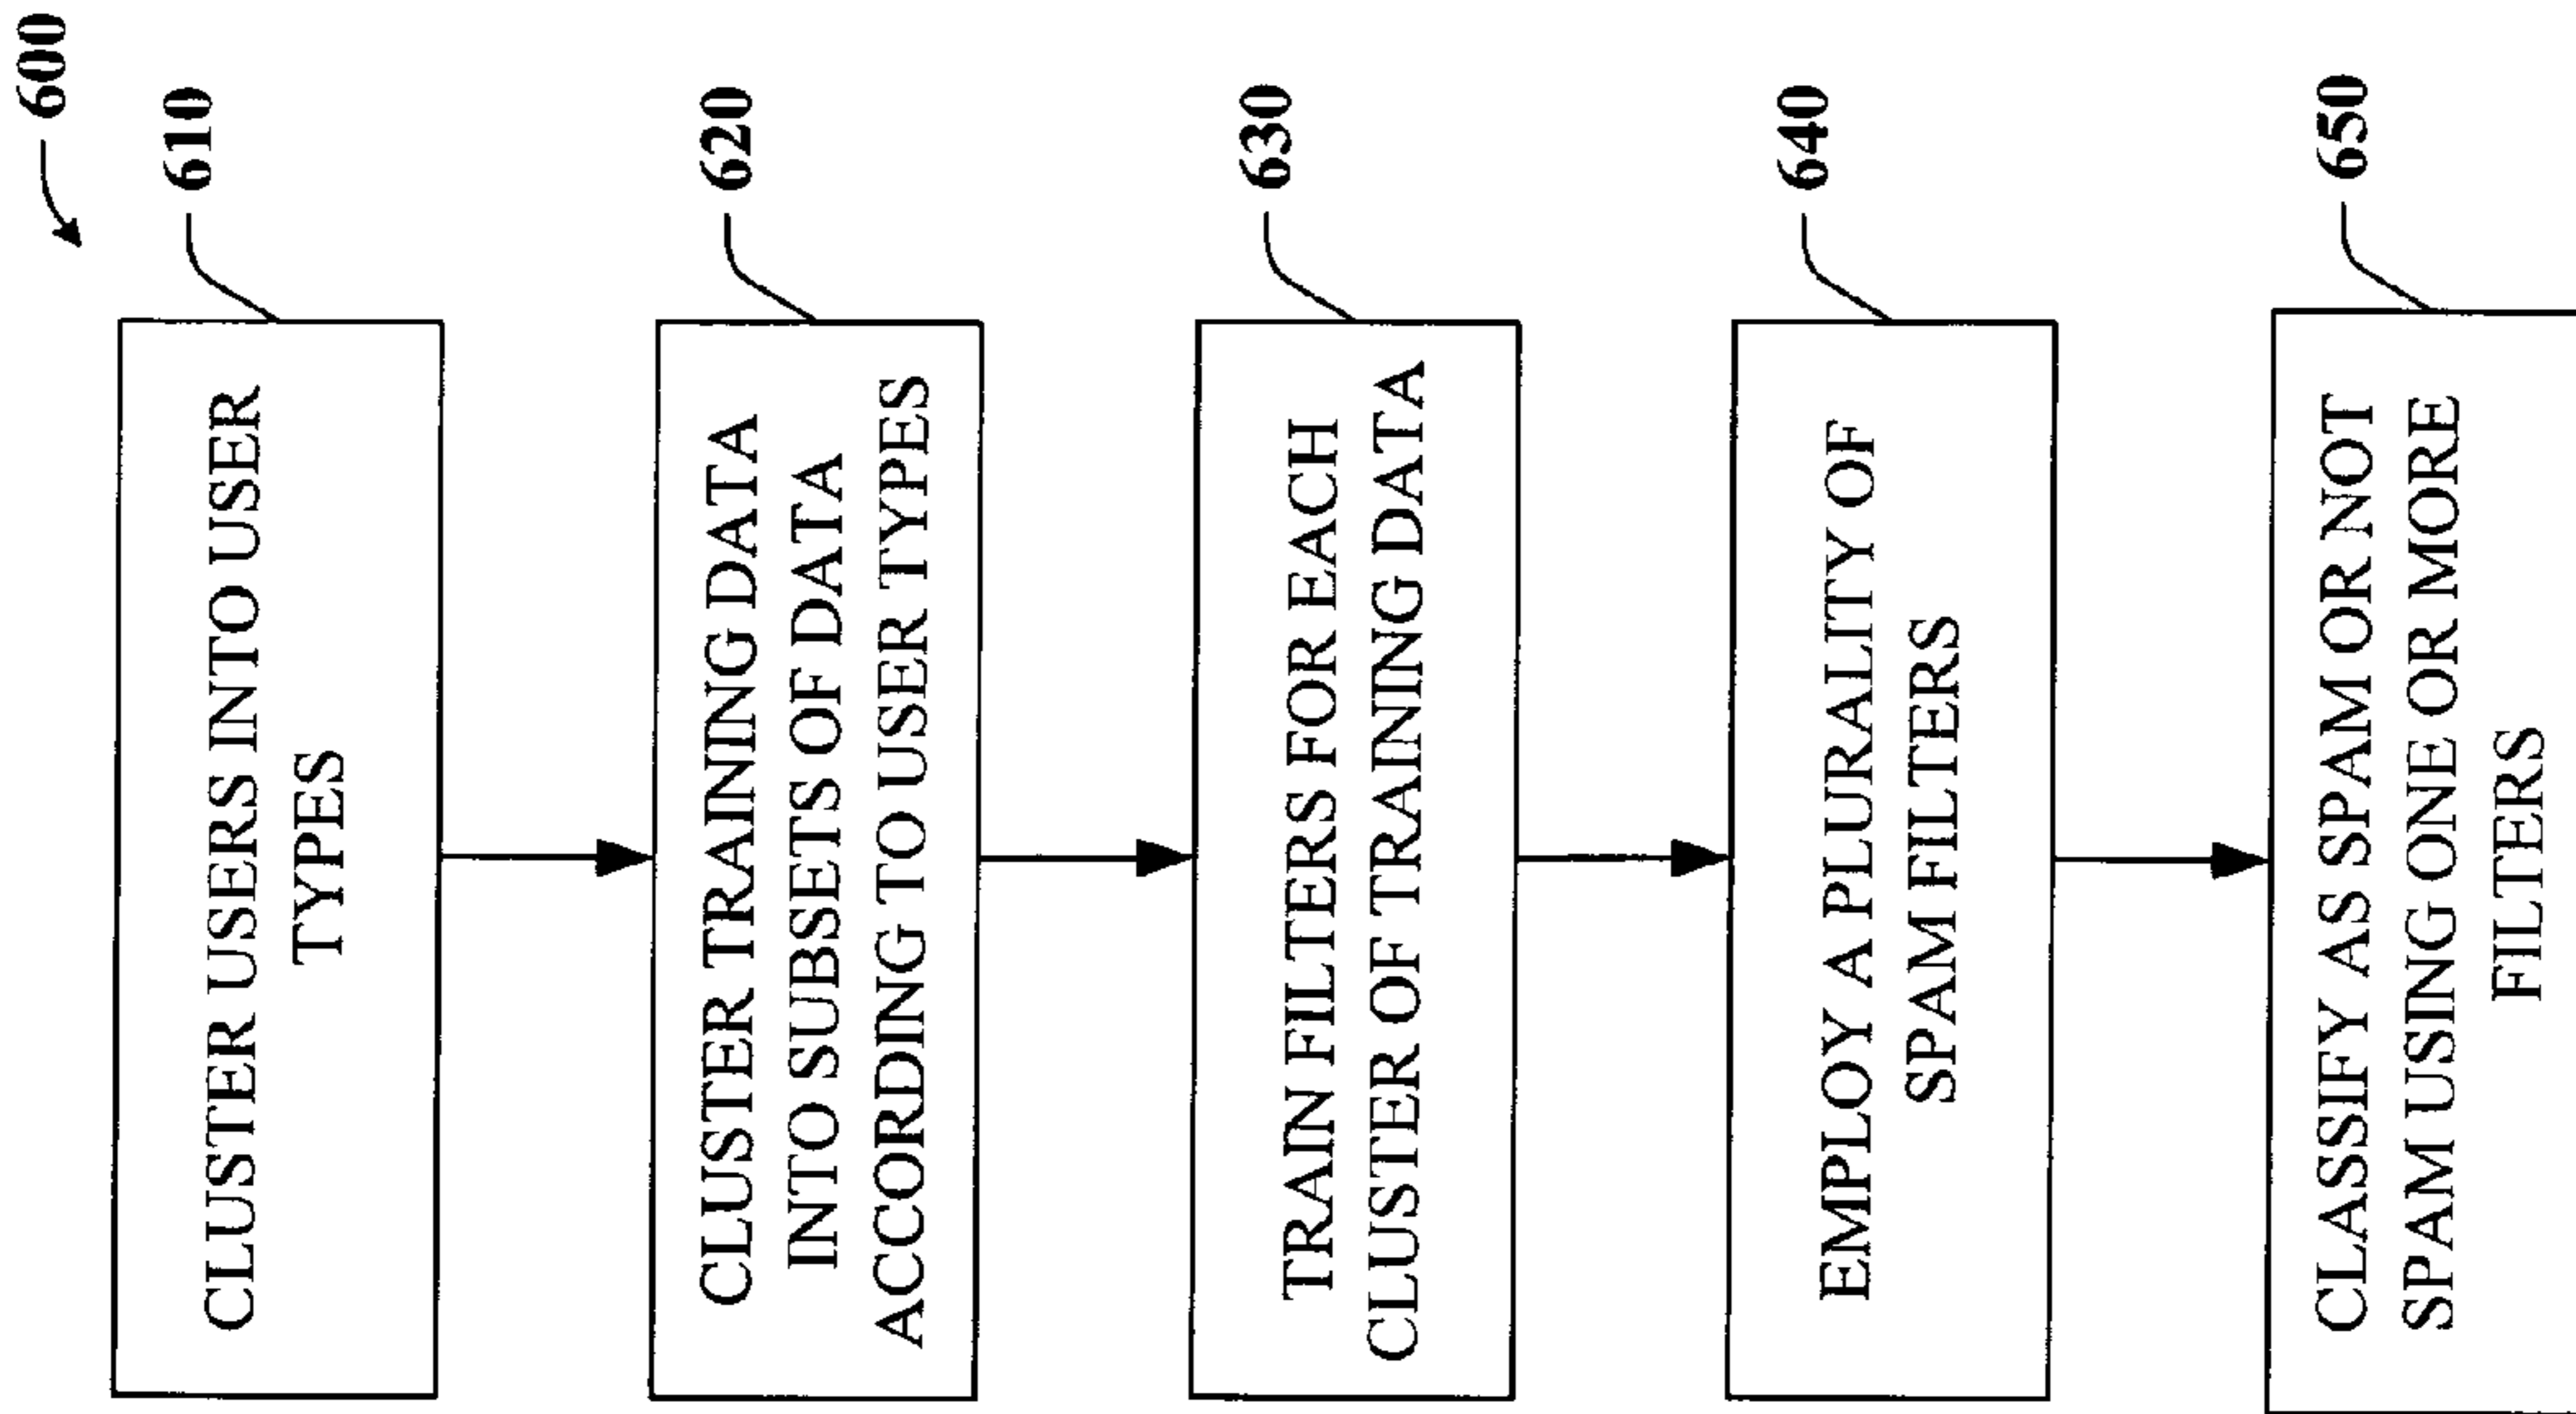 600
610
CLUSTER USERS INTO USER
TYPES
620
CLUSTER TRAINING DATA
INTO SUBSETS OF DATA
ACCORDING TO USER TYPES
630
TRAIN FILTERS FOR EACH
CLUSTER OF TRAINING DATA
640
EMPLOY A PLURALITY OF
SPAM FILTERS
650
CLASSIFY AS SPAM OR NOT
SPAM USING ONE OR MORE
FILTERS